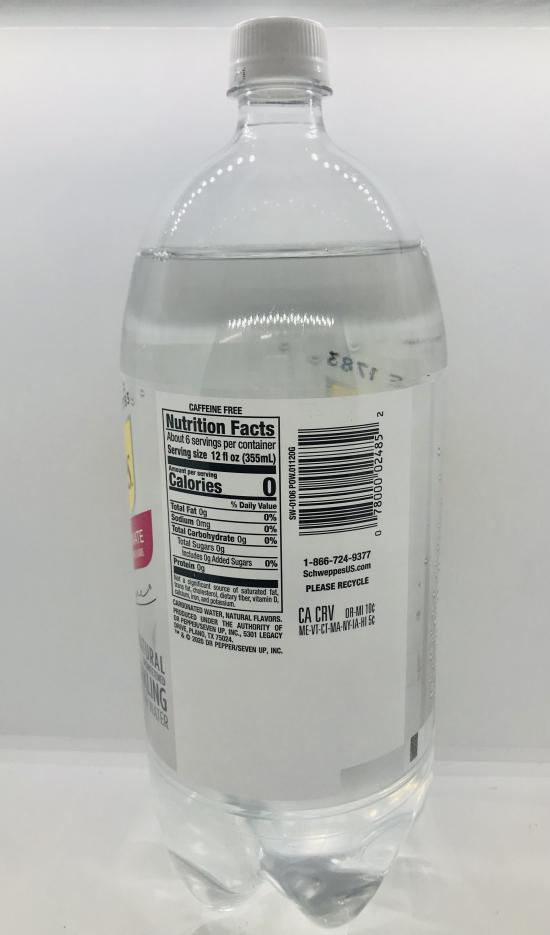 1783
CAFFEINE FREE
Nutrition Facts
About 6 servings per container
Serving size 12 fl oz (355mL)
Amount per serving
Calories 0
% Daily Value
Total Fat 0g 0%
Sodium 0mg 0%
Total Carbohydrate 0g 0%
Total Sugars 0g
Includes 0g Added Sugars 0%
Protein 0g
Not a significant source of saturated fat,
trans fat, cholesterol, dietary fiber, vitamin D,
calcium, iron, and potassium.
CARBONATED WATER, NATURAL FLAVORS.
PRODUCED UNDER THE AUTHORITY OF
DR PEPPER/SEVEN UP, INC., 5301 LEGACY
DRIVE, PLANO, TX 75024.
™ & © 2020 DR PEPPER/SEVEN UP, INC.
SW-0106 POW.01120G
0 78000 02485 2
1-866-724-9377
SchweppesUS.com
PLEASE RECYCLE
CA CRV OR-MI 10¢
ME-VT-CT-MA-NY-IA-HI 5¢
WATER